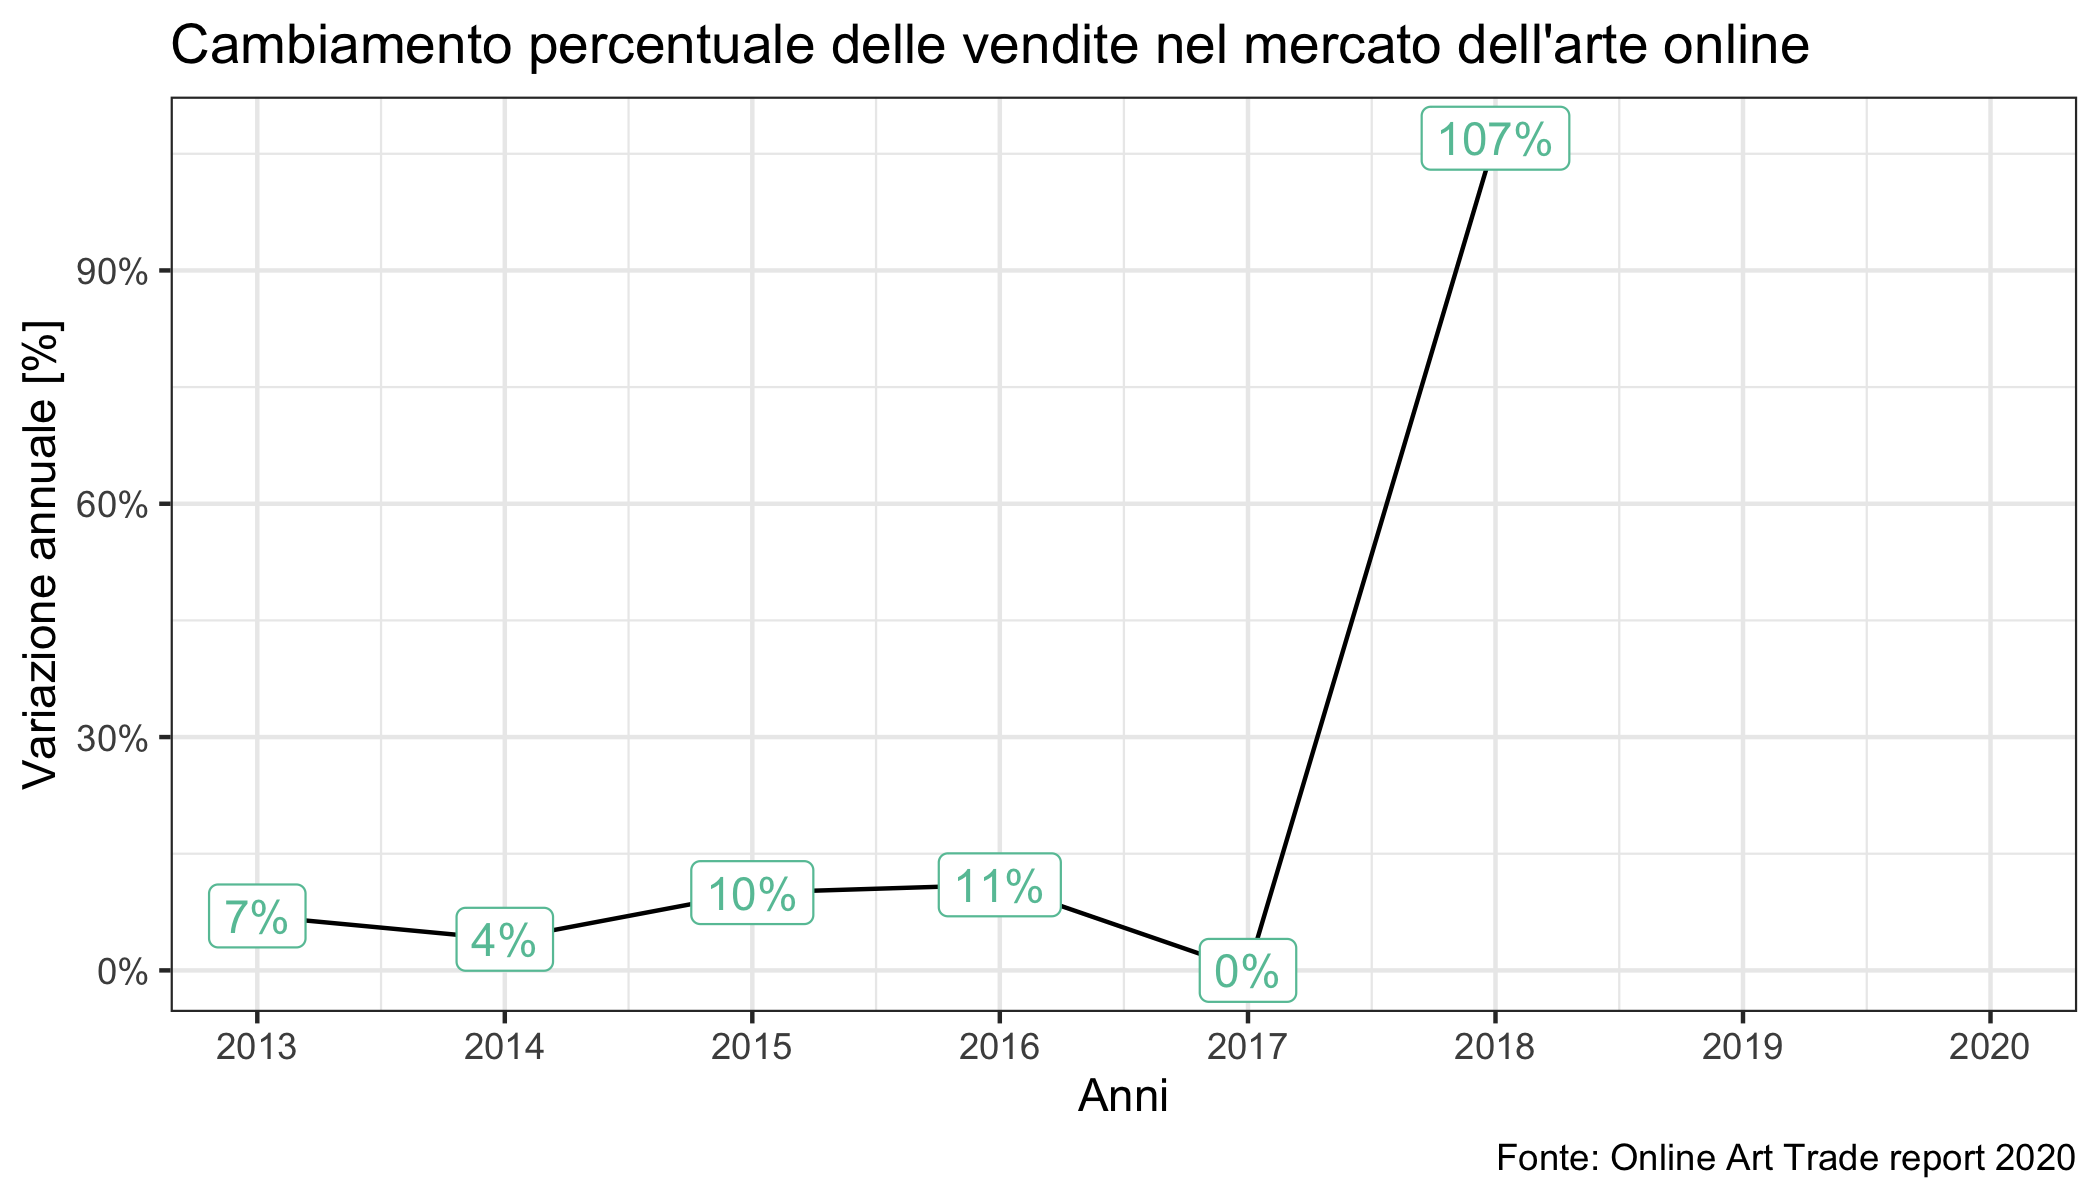 Cambiamento percentuale delle vendite nel mercato dell'arte online
Variazione annuale [%]
90%
60%
30%
0%
7%
4%
10%
11%
0%
107%
2013 2014 2015 2016 2017 2018 2019 2020
Anni
Fonte: Online Art Trade report 2020